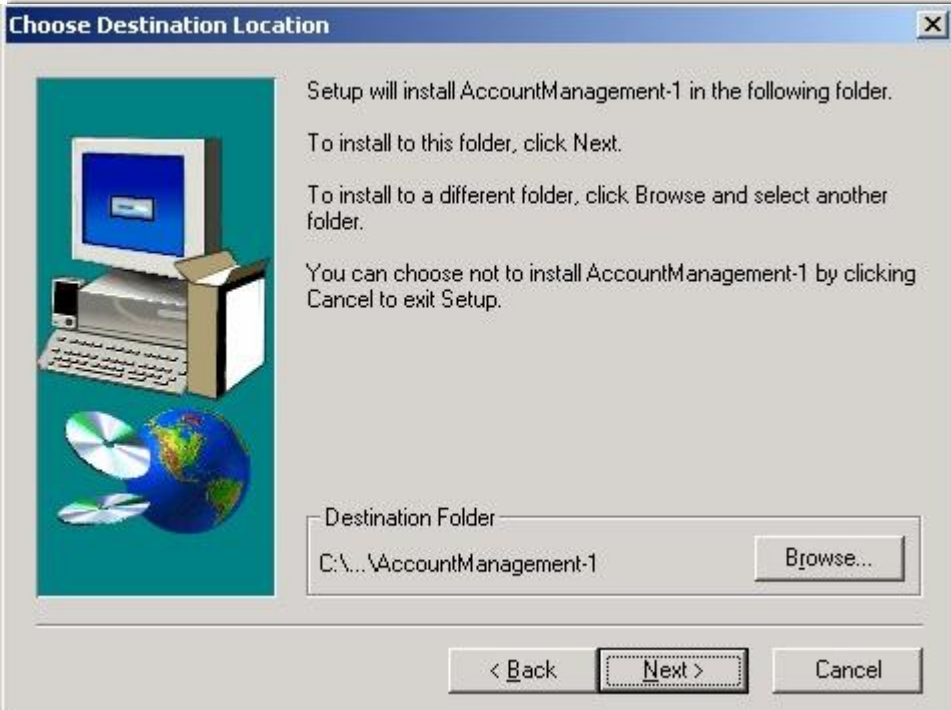 Choose Destination Location
Setup will install AccountManagement-1 in the following folder.
To install to this folder, click Next.
To install to a different folder, click Browse and select another
folder.
You can choose not to install AccountManagement-1 by clicking
Cancel to exit Setup.
Destination Folder
C:\...\AccountManagement-1
Browse...
< Back
Next >
Cancel